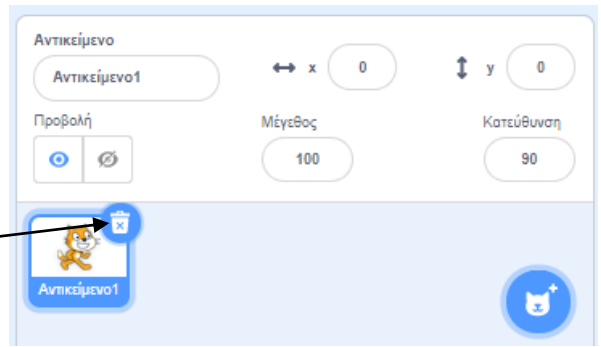 Αντικείμενο
Αντικείμενο1
x 0
y 0
Προβολή
Μέγεθος
Κατεύθυνση
100
90
Αντικείμενο1